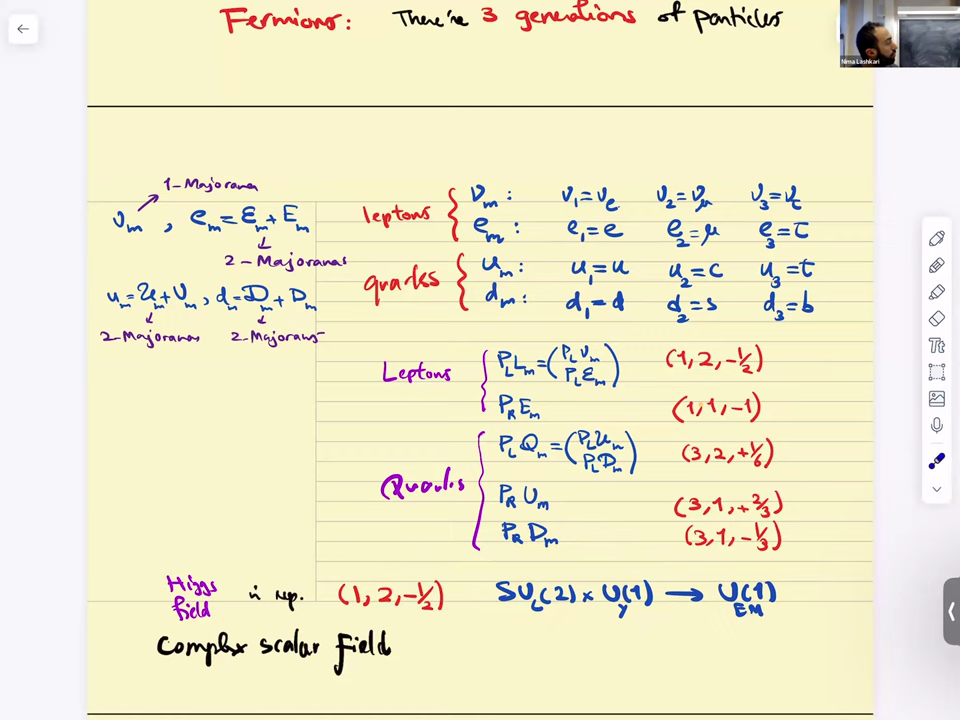 Fermions: There're 3 generations of particles
Nima Lashkari
1-Majorana
ν_m , e_m = ℰ_m + E_m
2-Majoranas
u_m = 𝒰_m + U_m , d_m = 𝒟_m + D_m
2-Majoranas 2-Majoranas
leptons { ν_m : ν_1 = ν_e ν_2 = ν_μ ν_3 = ν_τ
e_m : e_1 = e e_2 = μ e_3 = τ
quarks { u_m : u_1 = u u_2 = c u_3 = t
d_m : d_1 = d d_2 = s d_3 = b
Leptons { P_L L_m = (P_L ν_m P_L ℰ_m) (1, 2, -1/2)
P_R E_m (1, 1, -1)
Quarks { P_L Q_m = (P_L 𝒰_m P_L 𝒟_m) (3, 2, +1/6)
P_R U_m (3, 1, +2/3)
P_R D_m (3, 1, -1/3)
Higgs field in rep. (1, 2, -1/2) SU_L(2) × U_Y(1) → U_EM(1)
Complex scalar field
Tt